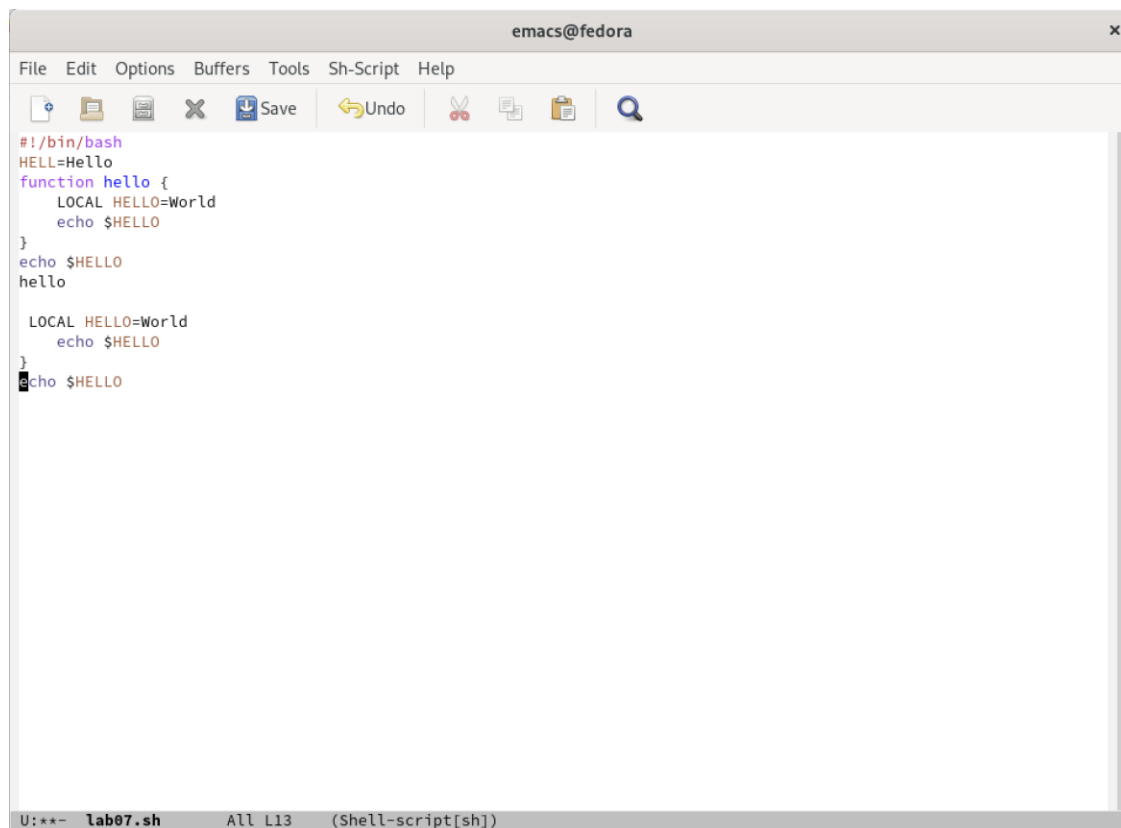 emacs@fedora ×
File Edit Options Buffers Tools Sh-Script Help
Save Undo
#!/bin/bash
HELL=Hello
function hello {
    LOCAL HELLO=World
    echo $HELLO
}
echo $HELLO
hello

 LOCAL HELLO=World
    echo $HELLO
}
echo $HELLO
U:**- lab07.sh All L13 (Shell-script[sh])